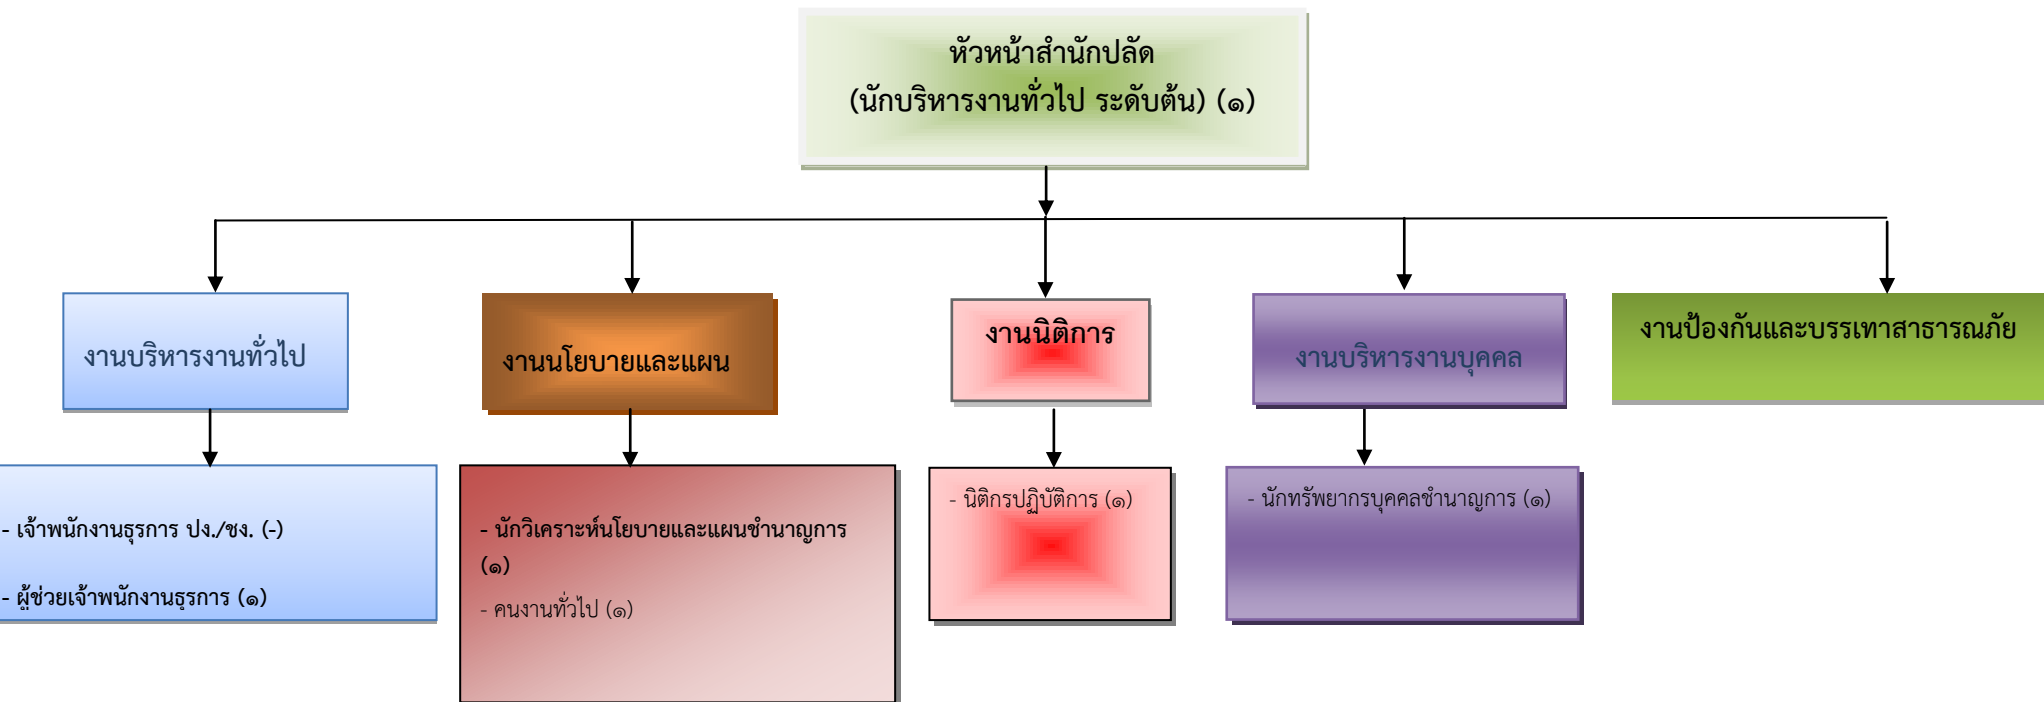 หัวหน้าสำนักปลัด
(นักบริหารงานทั่วไป ระดับต้น) (๑)
งานบริหารงานทั่วไป
งานนโยบายและแผน
งานนิติการ
งานบริหารงานบุคคล
งานป้องกันและบรรเทาสาธารณภัย
- เจ้าพนักงานธุรการ ปง./ชง. (-)
- ผู้ช่วยเจ้าพนักงานธุรการ (๑)
- นักวิเคราะห์นโยบายและแผนชำนาญการ
(๑)
- คนงานทั่วไป (๑)
- นิติกรปฏิบัติการ (๑)
- นักทรัพยากรบุคคลชำนาญการ (๑)